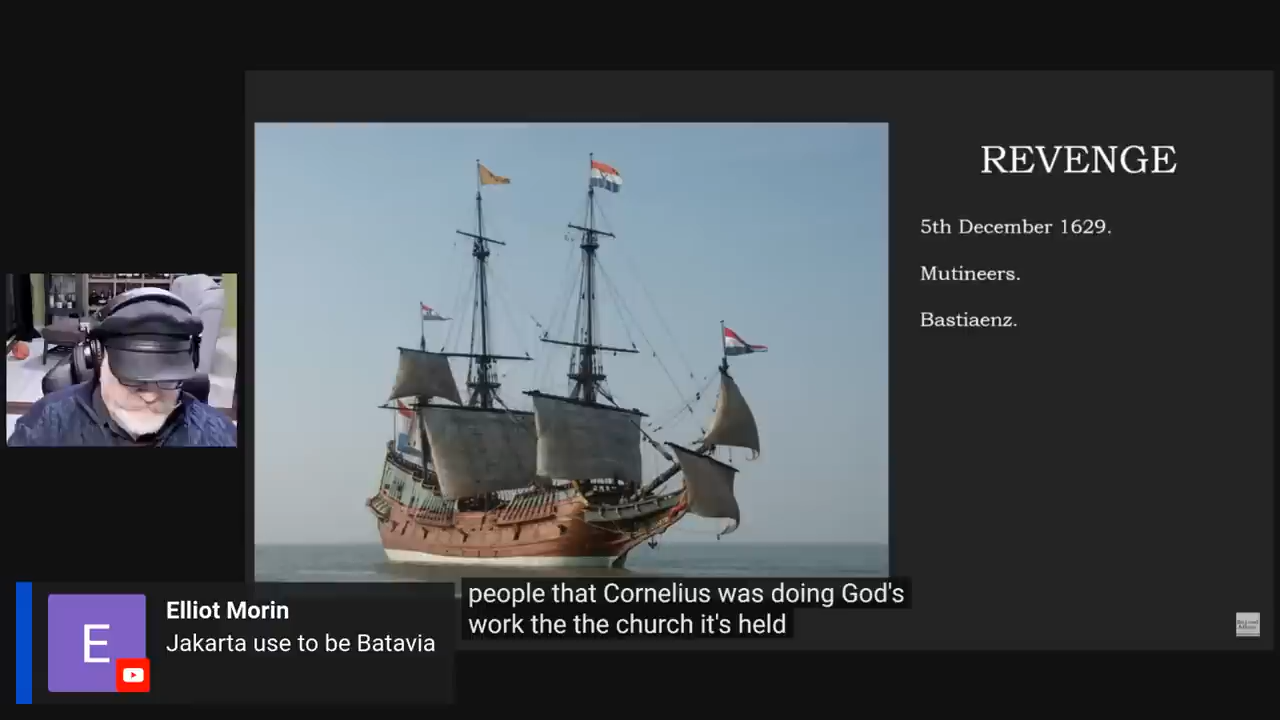 REVENGE
5th December 1629.
Mutineers.
Bastiaenz.
people that Cornelius was doing God's
work the the church it's held
E
Elliot Morin
Jakarta use to be Batavia